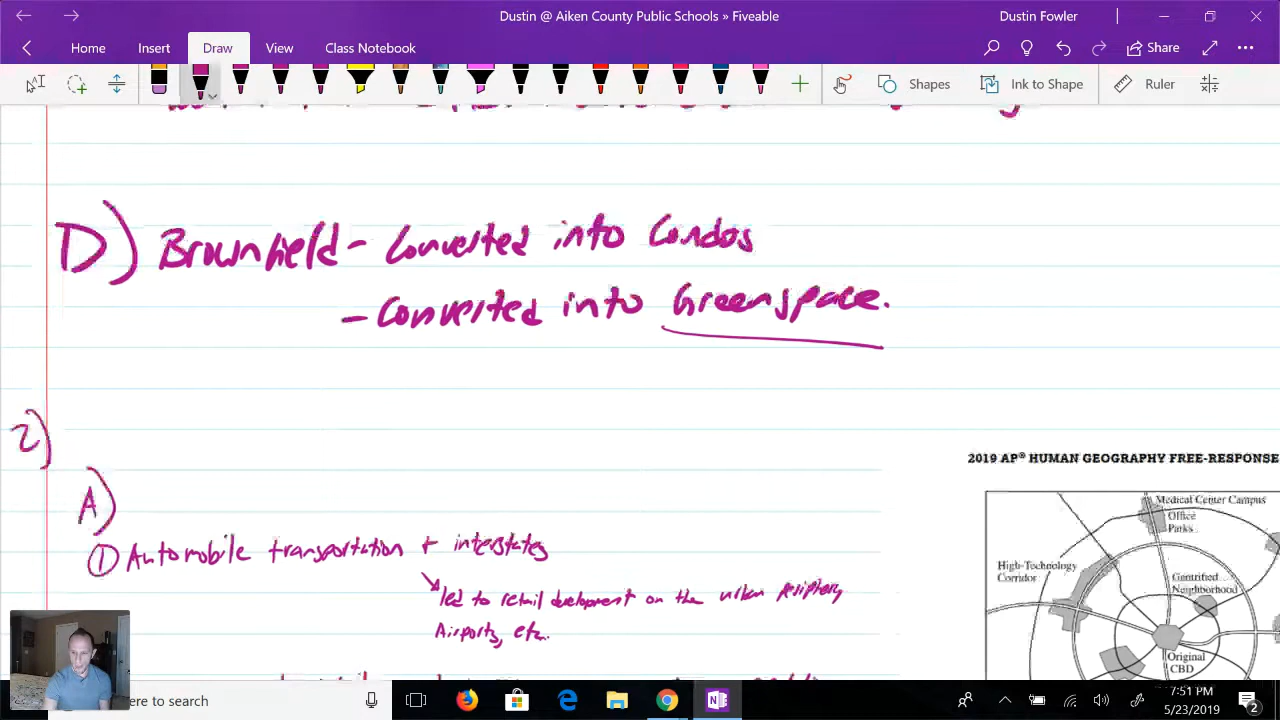 Dustin @ Aiken County Public Schools » Fiveable
Dustin Fowler
Home Insert Draw View Class Notebook
Share
Shapes
Ink to Shape
Ruler
D) Brownfield - Converted into Condos
- Converted into Greenspace.
2)
A)
① Automobile transportation + interstates
led to retail development on the urban periphery
Airports, etc.
2019 AP® HUMAN GEOGRAPHY FREE-RESPONSE
Medical Center Campus
Office
Parks
High-Technology
Corridor
Gentrified
Neighborhood
Original
CBD
ere to search
7:51 PM
5/23/2019
2